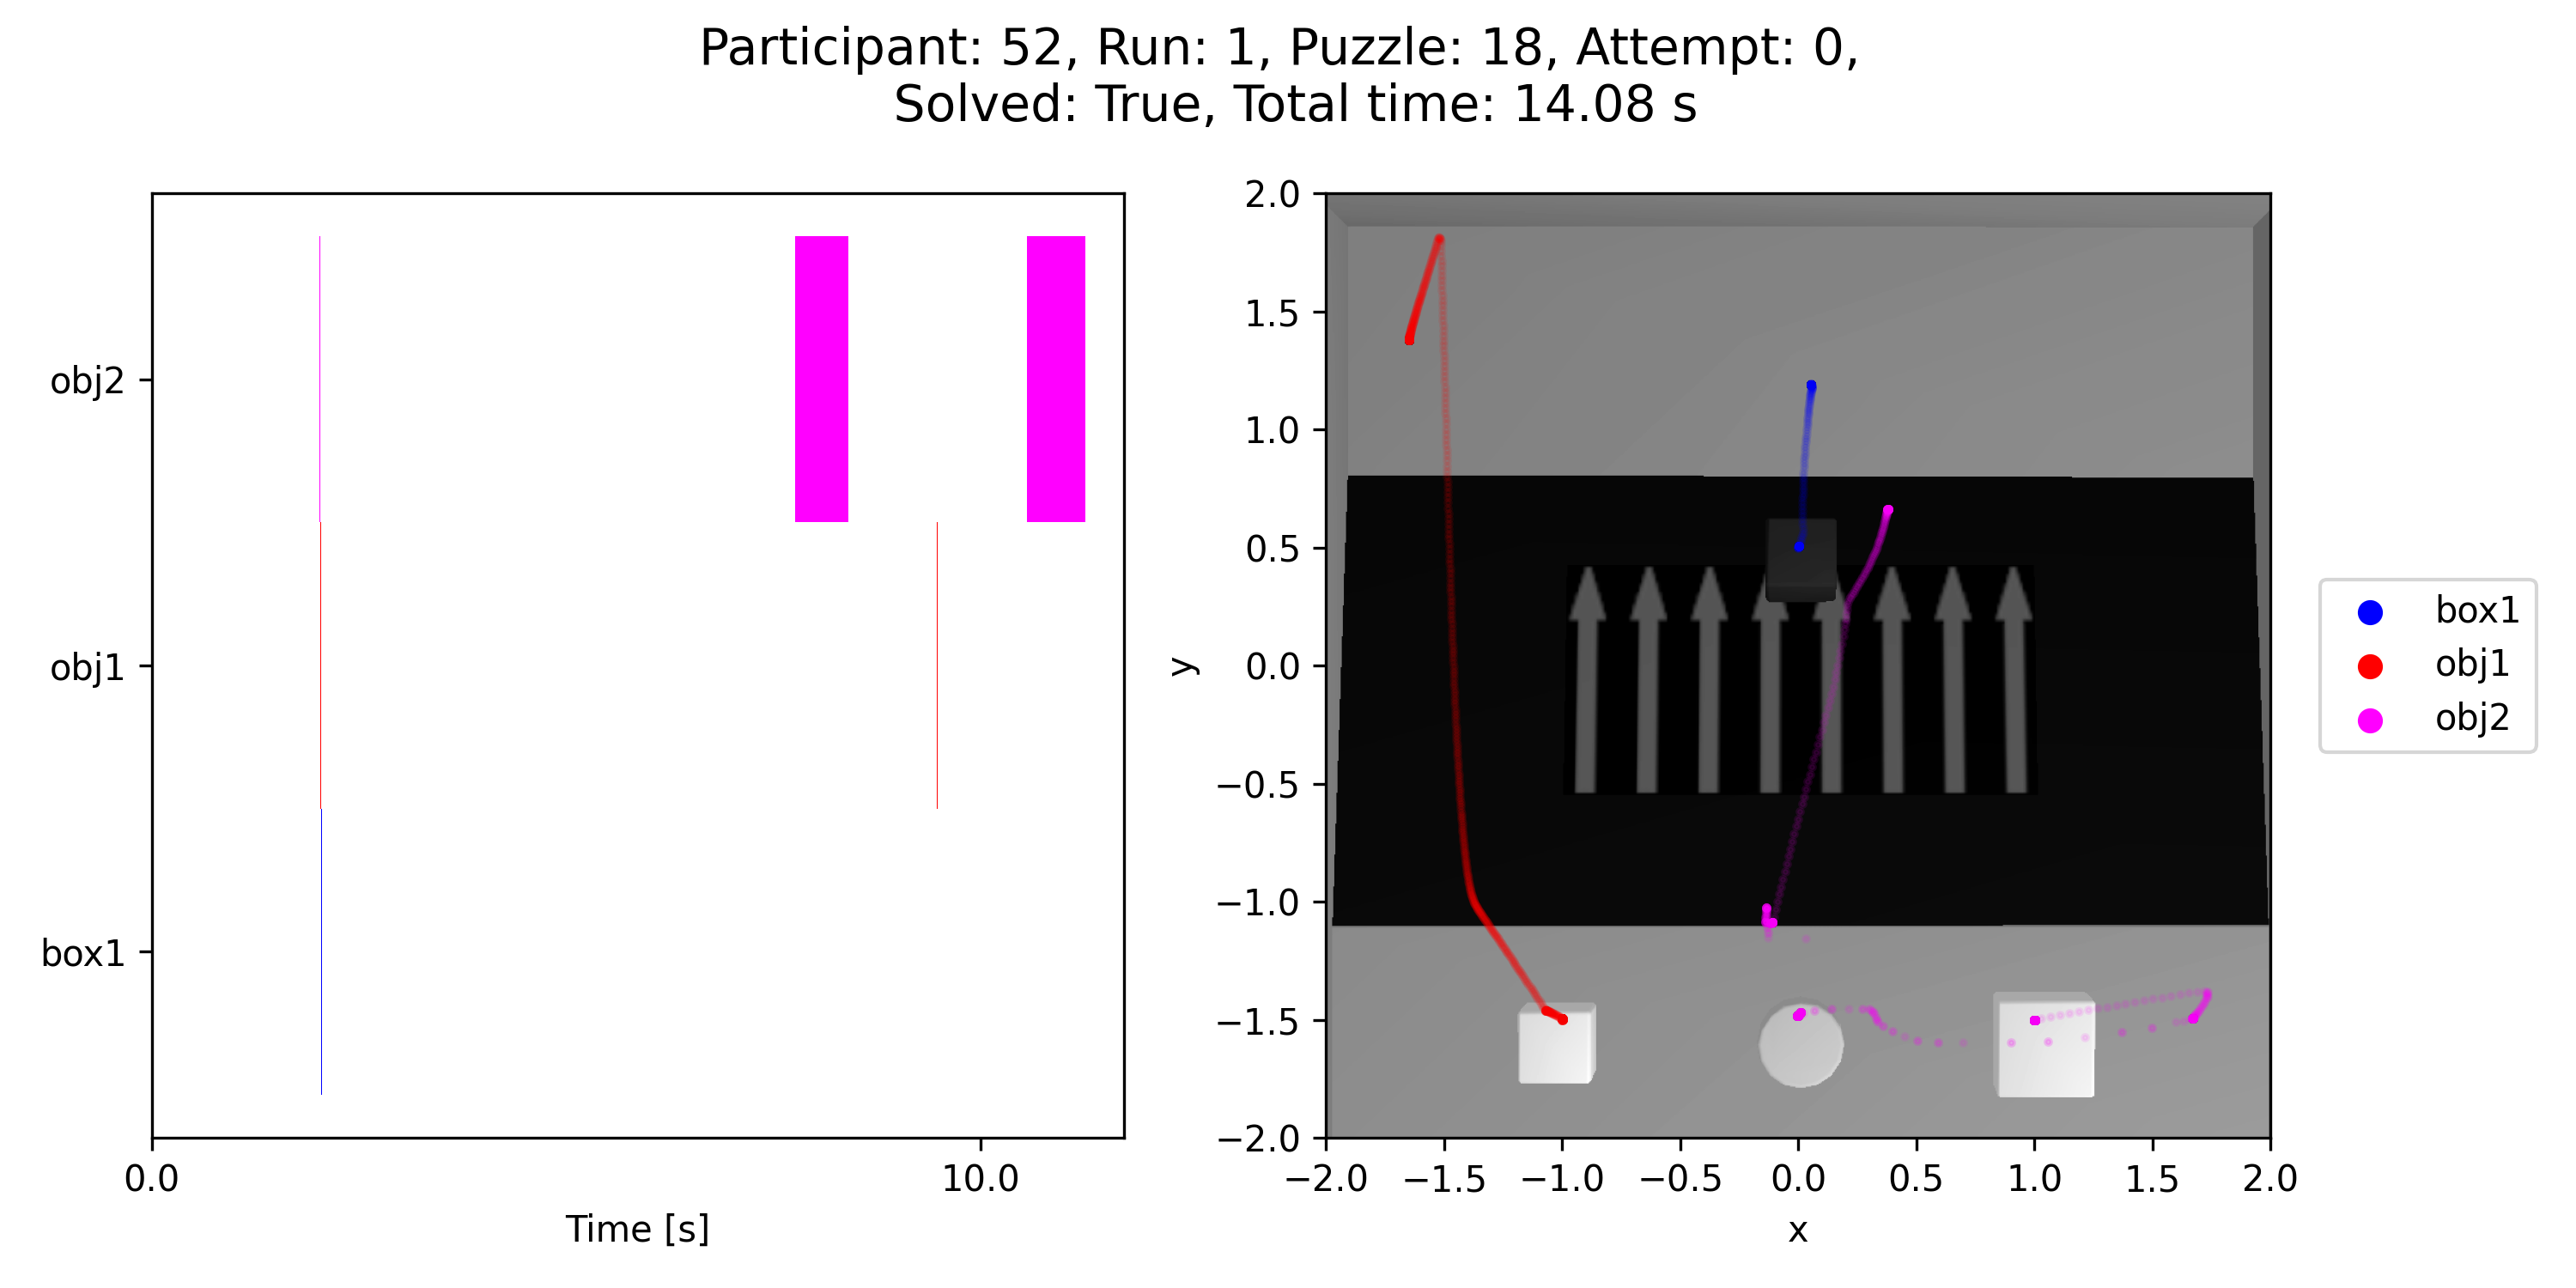 Participant: 52, Run: 1, Puzzle: 18, Attempt: 0,
Solved: True, Total time: 14.08 s
obj2
obj1
box1
0.0
10.0
Time [s]
2.0
1.5
1.0
0.5
0.0
−0.5
−1.0
−1.5
−2.0
y
−2.0
−1.5
−1.0
−0.5
0.0
0.5
1.0
1.5
2.0
x
box1
obj1
obj2